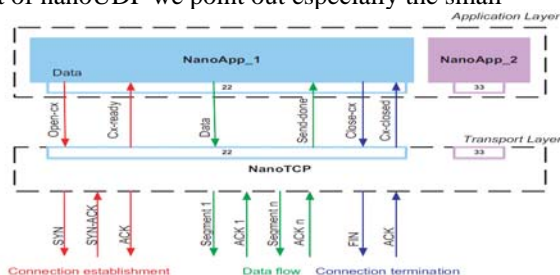 t of nanoUDP we point out especially the small
Application Layer
NanoApp_1
NanoApp_2
Data
22
33
Open-cx
Cx-ready
Data
Send-done
Close-cx
Cx-closed
Transport Layer
22
33
NanoTCP
SYN
SYN-ACK
ACK
Segment 1
ACK 1
Segment n
ACK n
FIN
ACK
Connection establishment
Data flow
Connection termination